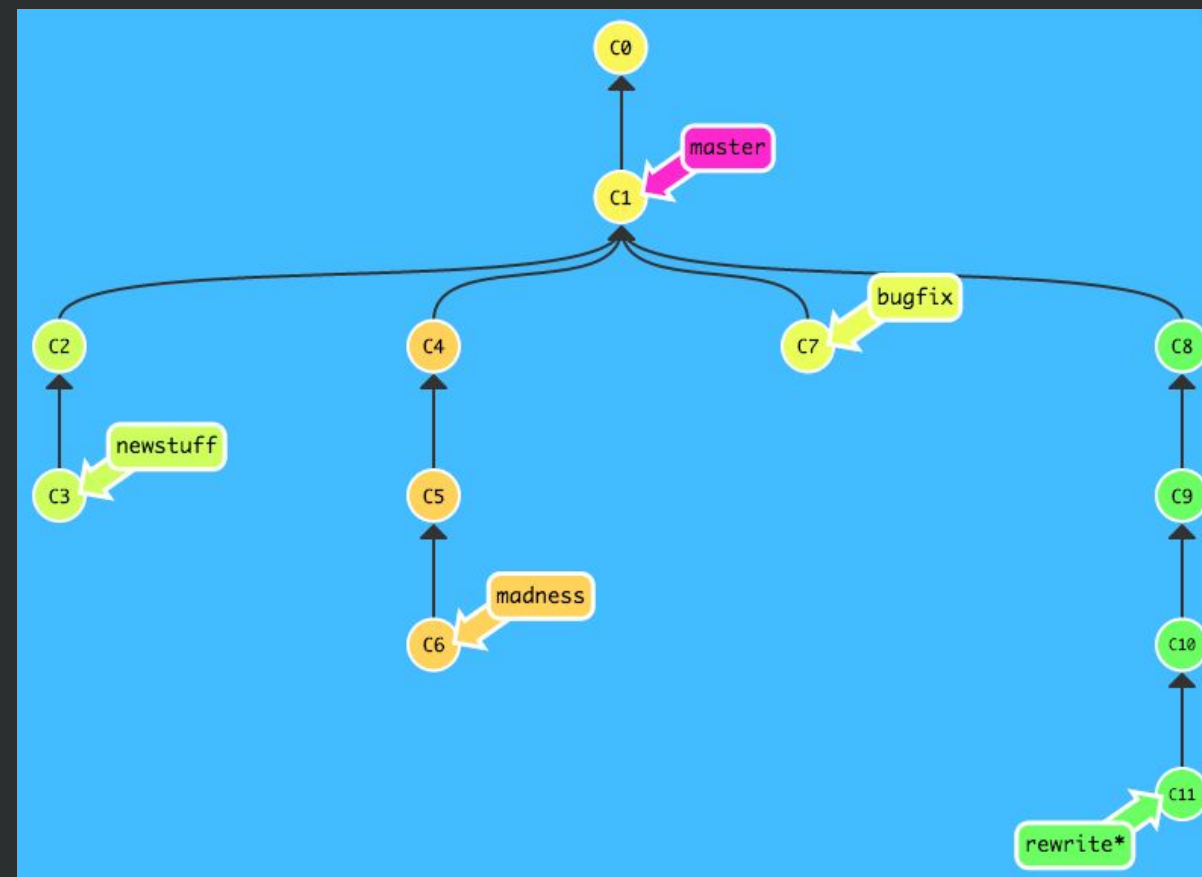 C0
master
C1
bugfix
C2
C4
C7
C8
newstuff
C3
C5
C9
madness
C6
C10
C11
rewrite*